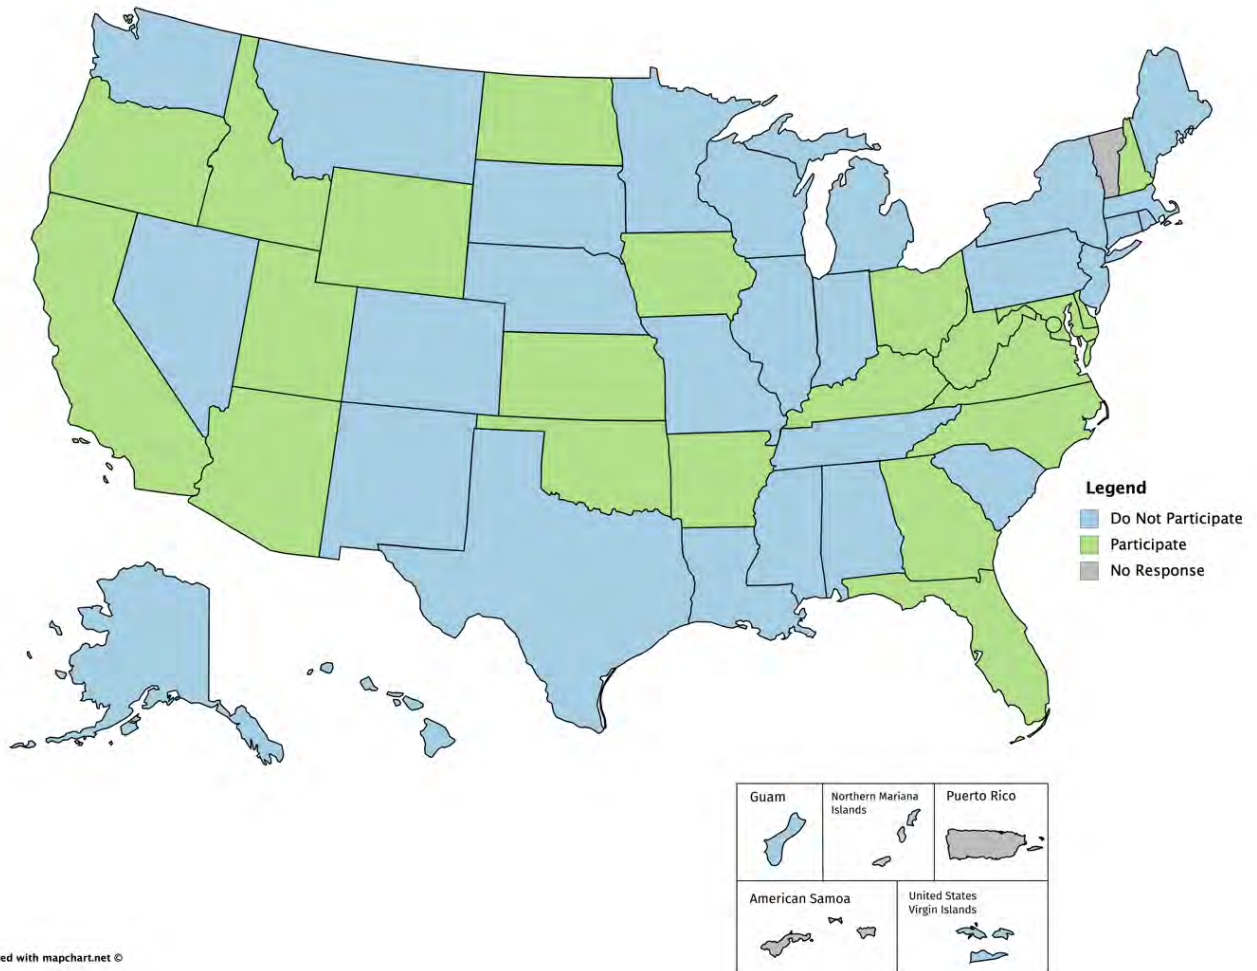 Legend
Do Not Participate
Participate
No Response
Guam
Northern Mariana
Islands
Puerto Rico
American Samoa
United States
Virgin Islands
ed with mapchart.net ©